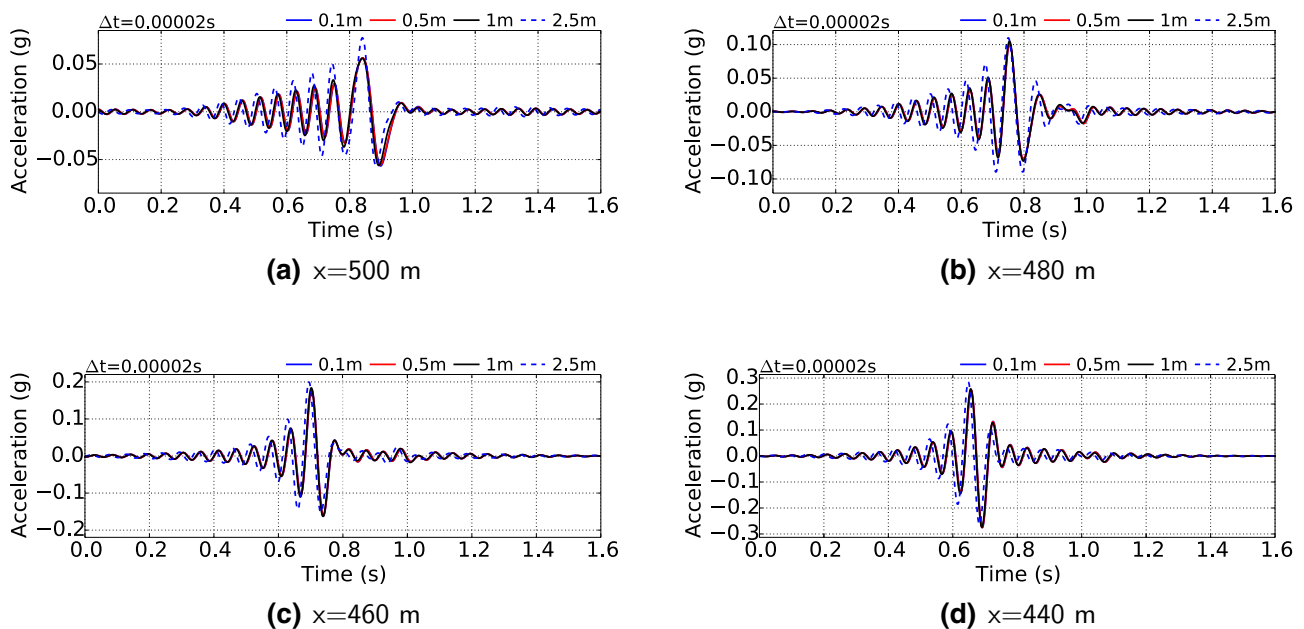 Δt=0.00002s 0.1m 0.5m 1m 2.5m
Acceleration (g)
0.05
0.00
−0.05
0.0 0.2 0.4 0.6 0.8 1.0 1.2 1.4 1.6
Time (s)
(a) x=500 m
Δt=0.00002s 0.1m 0.5m 1m 2.5m
Acceleration (g)
0.10
0.05
0.00
−0.05
−0.10
0.0 0.2 0.4 0.6 0.8 1.0 1.2 1.4 1.6
Time (s)
(b) x=480 m
Δt=0.00002s 0.1m 0.5m 1m 2.5m
Acceleration (g)
0.2
0.1
0.0
−0.1
−0.2
0.0 0.2 0.4 0.6 0.8 1.0 1.2 1.4 1.6
Time (s)
(c) x=460 m
Δt=0.00002s 0.1m 0.5m 1m 2.5m
Acceleration (g)
0.3
0.2
0.1
0.0
−0.1
−0.2
−0.3
0.0 0.2 0.4 0.6 0.8 1.0 1.2 1.4 1.6
Time (s)
(d) x=440 m